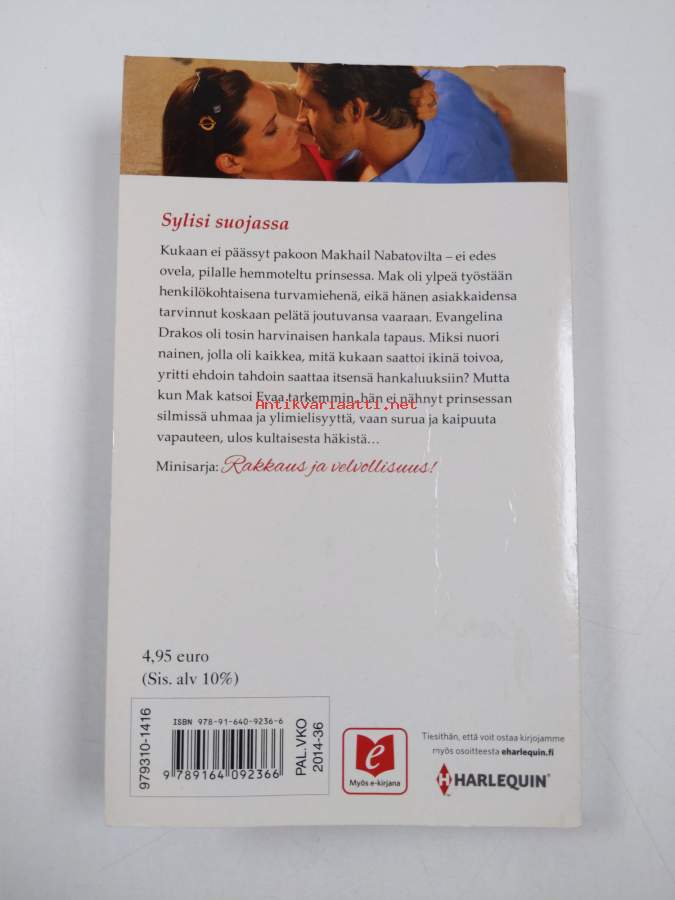 Sylisi suojassa
Kukaan ei päässyt pakoon Makhail Nabatovilta – ei edes
ovela, pilalle hemmoteltu prinsessa. Mak oli ylpeä työstään
henkilökohtaisena turvamiehenä, eikä hänen asiakkaidensa
tarvinnut koskaan pelätä joutuvansa vaaraan. Evangelina
Drakos oli tosin harvinaisen hankala tapaus. Miksi nuori
nainen, jolla oli kaikkea, mitä kukaan saattoi ikinä toivoa,
yritti ehdoin tahdoin saattaa itsensä hankaluuksiin? Mutta
kun Mak katsoi Evaa tarkemmin, hän ei nähnyt prinsessan
Antikvariaatti.net
silmissä uhmaa ja ylimielisyyttä, vaan surua ja kaipuuta
vapauteen, ulos kultaisesta häkistä…
Minisarja: Rakkaus ja velvollisuus!
4,95 euro
(Sis. alv 10%)
979310-1416
ISBN 978-91-640-9236-6
9 789164 092366
PAL.VKO
2014-36
e
Myös e-kirjana
Tiesithän, että voit ostaa kirjojamme
myös osoitteesta eharlequin.fi
HARLEQUIN®